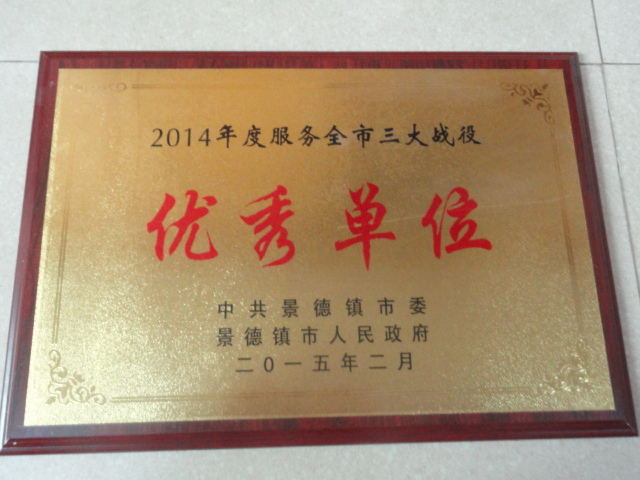 2014年度服务全市三大战役
优秀单位
中共景德镇市委
景德镇市人民政府
二〇一五年二月